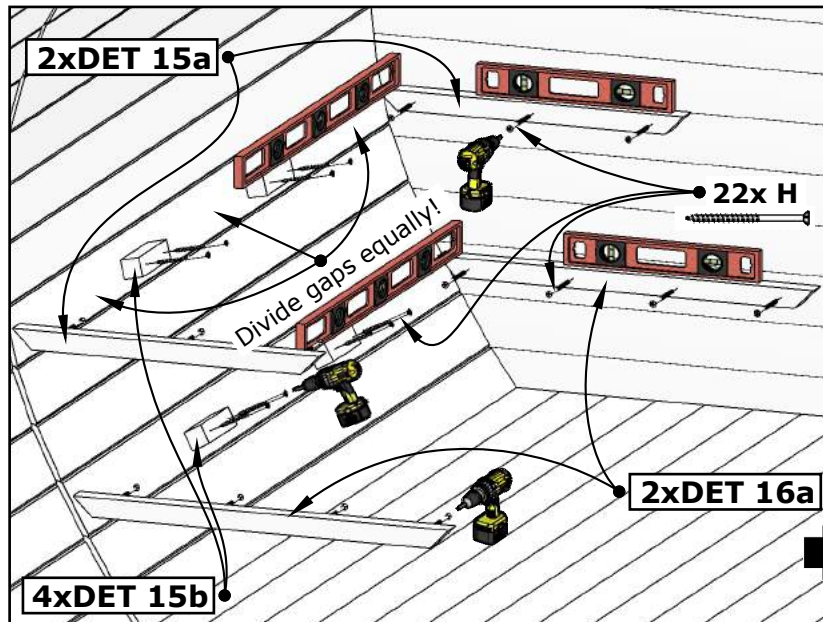 2xDET 15a
22x H
Divide gaps equally!
2xDET 16a
4xDET 15b